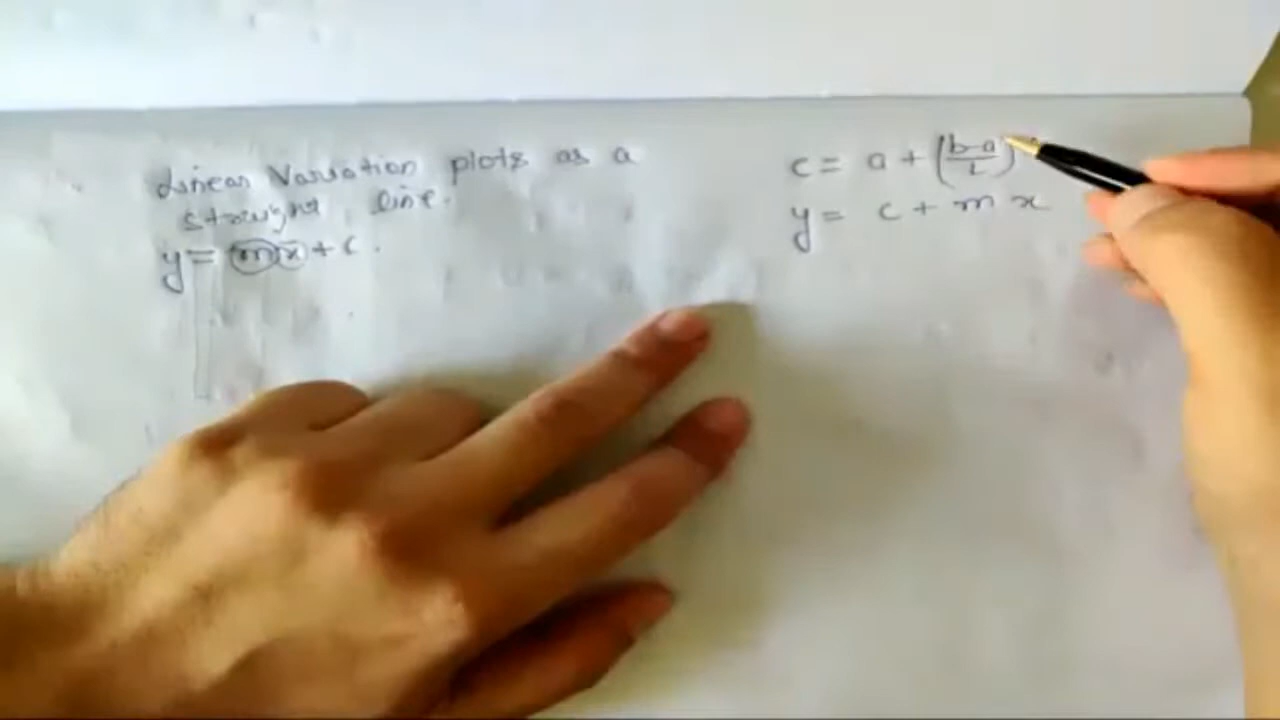 Linear Variation plots as a
straight line.
y = mx + c.
c = a + (b-a/L)
y = c + m x